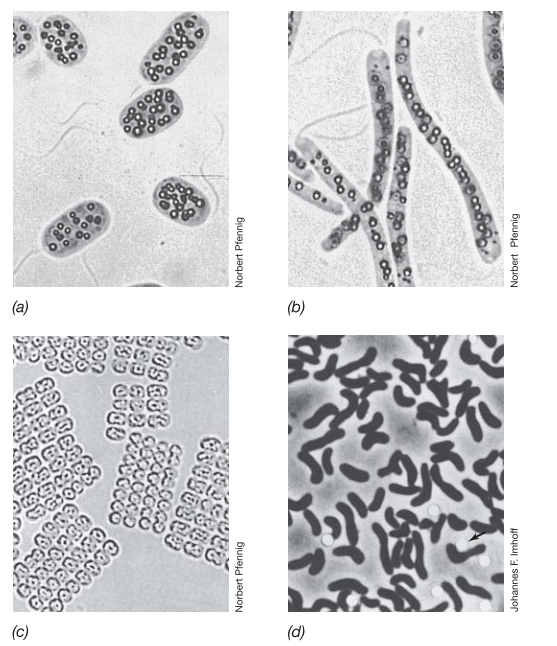 Norbert Pfennig
Norbert Pfennig
(a)
(b)
Norbert Pfennig
Johannes F. Imhoff
(c)
(d)